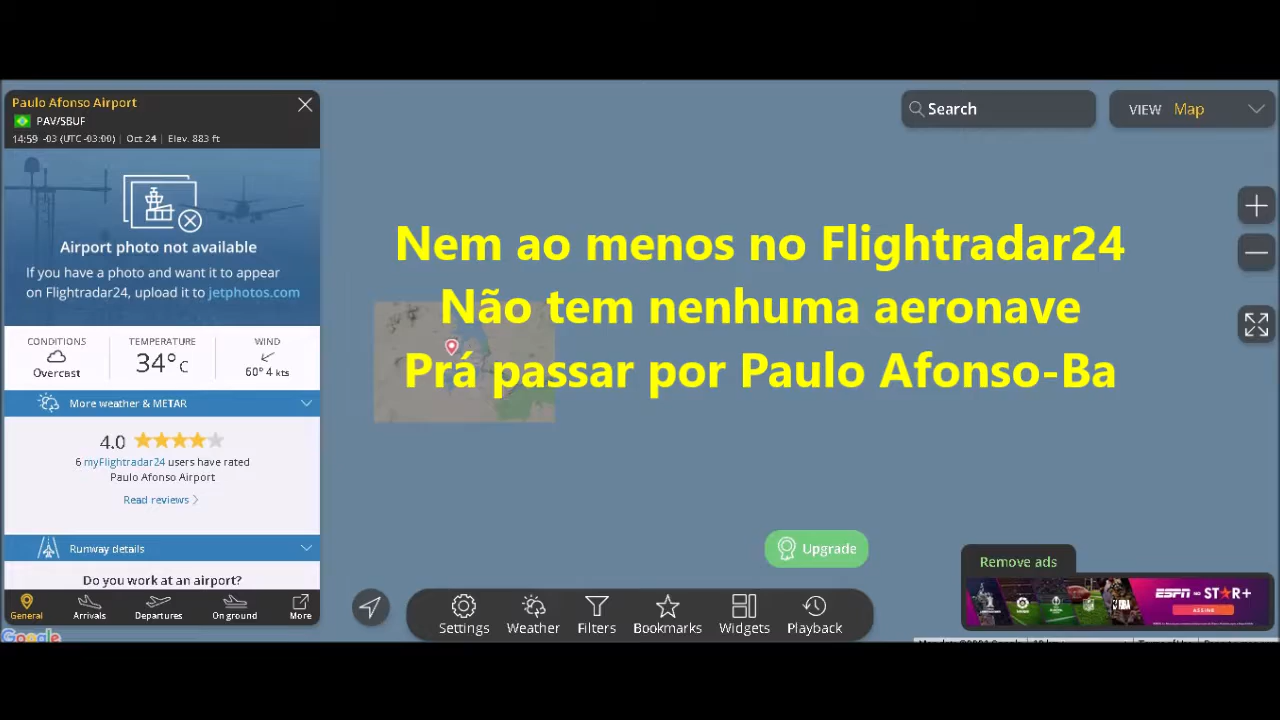 Paulo Afonso Airport
PAV/SBUF
14:59 -03 (UTC -03:00) | Oct 24 | Elev. 883 ft
Airport photo not available
If you have a photo and want it to appear
on Flightradar24, upload it to jetphotos.com
CONDITIONS
Overcast
TEMPERATURE
34°C
WIND
60° 4 kts
More weather & METAR
4.0
6 myFlightradar24 users have rated
Paulo Afonso Airport
Read reviews
Runway details
Do you work at an airport?
General Arrivals Departures On ground More
Google
Search
VIEW Map
Nem ao menos no Flightradar24
Não tem nenhuma aeronave
Prá passar por Paulo Afonso-Ba
Upgrade
Settings Weather Filters Bookmarks Widgets Playback
Remove ads
ESPN STAR+
ASSINE